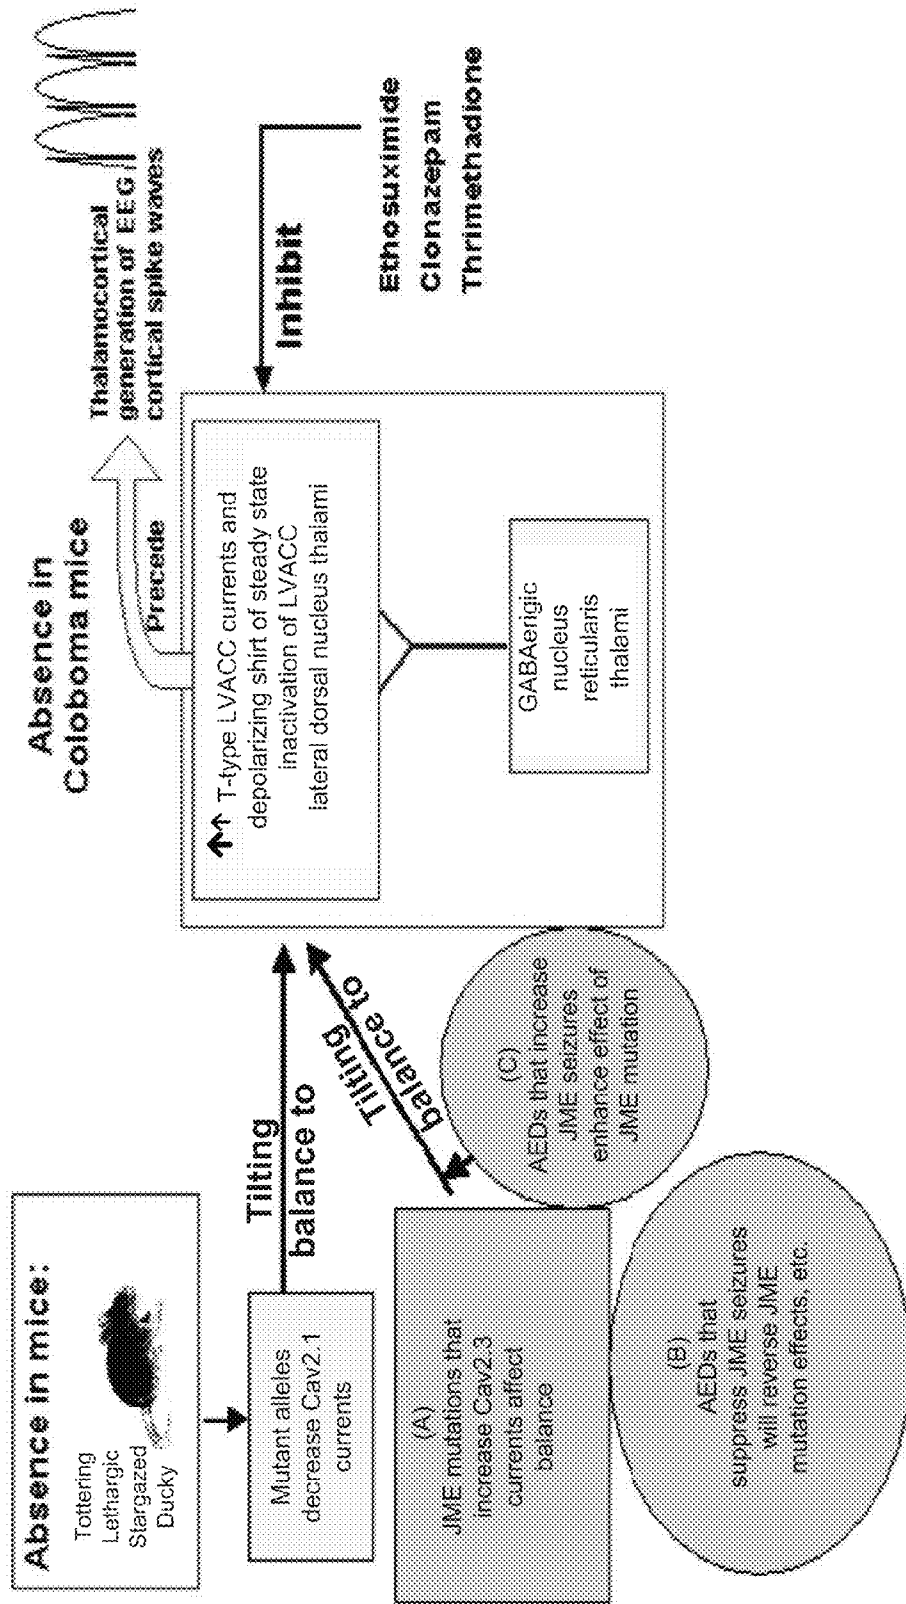 Absence in mice:
Tottering
Lethargic
Stargazed
Ducky
Mutant alleles
decrease Cav2.1
currents
Tilting
balance to
(A)
JME mutations that
increase Cav2.3
currents affect
balance
(B)
AEDs that
suppress JME seizures
will reverse JME
mutation effects, etc.
(C)
AEDs that increase
JME seizures
enhance effect of
JME mutation
Tilting
balance to
Absence in
Coloboma mice
Precede
T-type LVACC currents and
depolarizing shirt of steady state
inactivation of LVACC
lateral dorsal nucleus thalami
GABAerigic
nucleus
reticularis
thalami
Thalamocortical
generation of EEG
cortical spike waves
Inhibit
Ethosuximide
Clonazepam
Thrimethadione